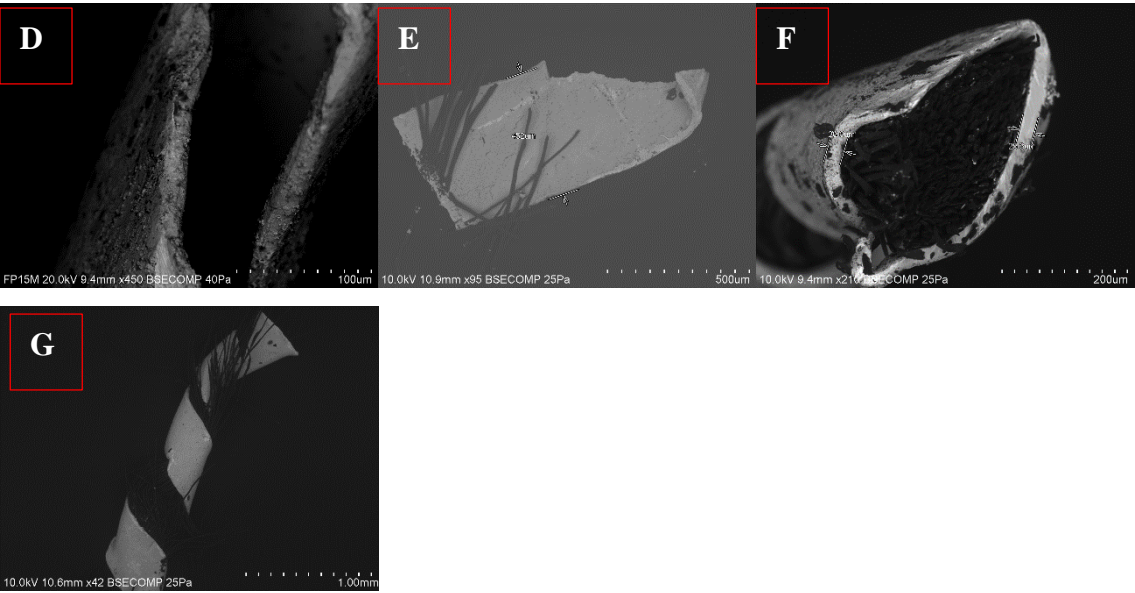 D
E
F
FP15M 20.0kV 9.4mm x450 BSECOMP 40Pa 100um
10.0kV 10.9mm x95 BSECOMP 25Pa 500um
10.0kV 9.4mm x210 BSECOMP 25Pa 200um
G
10.0kV 10.6mm x42 BSECOMP 25Pa 1.00mm